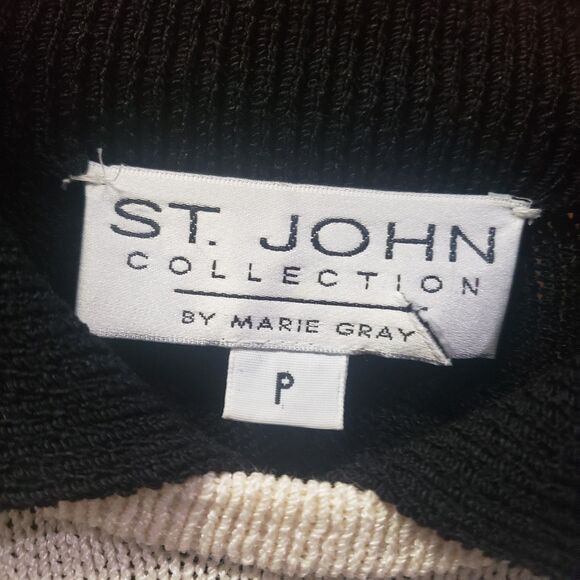 ST. JOHN
COLLECTION
BY MARIE GRAY
P